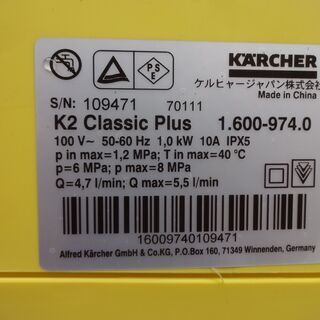 P
S
E
KÄRCHER
ケルヒャージャパン株式会社
Made in China
S/N: 109471 70111
K2 Classic Plus 1.600-974.0
100 V~ 50-60 Hz 1,0 kW 10A IPX5
p in max=1,2 MPa; T in max=40 °C
p=6 MPa; p max=8 MPa
Q=4,7 l/min; Q max=5,5 l/min
16009740109471
Alfred Kärcher GmbH & Co.KG, P.O.Box 160, 71349 Winnenden, Germany